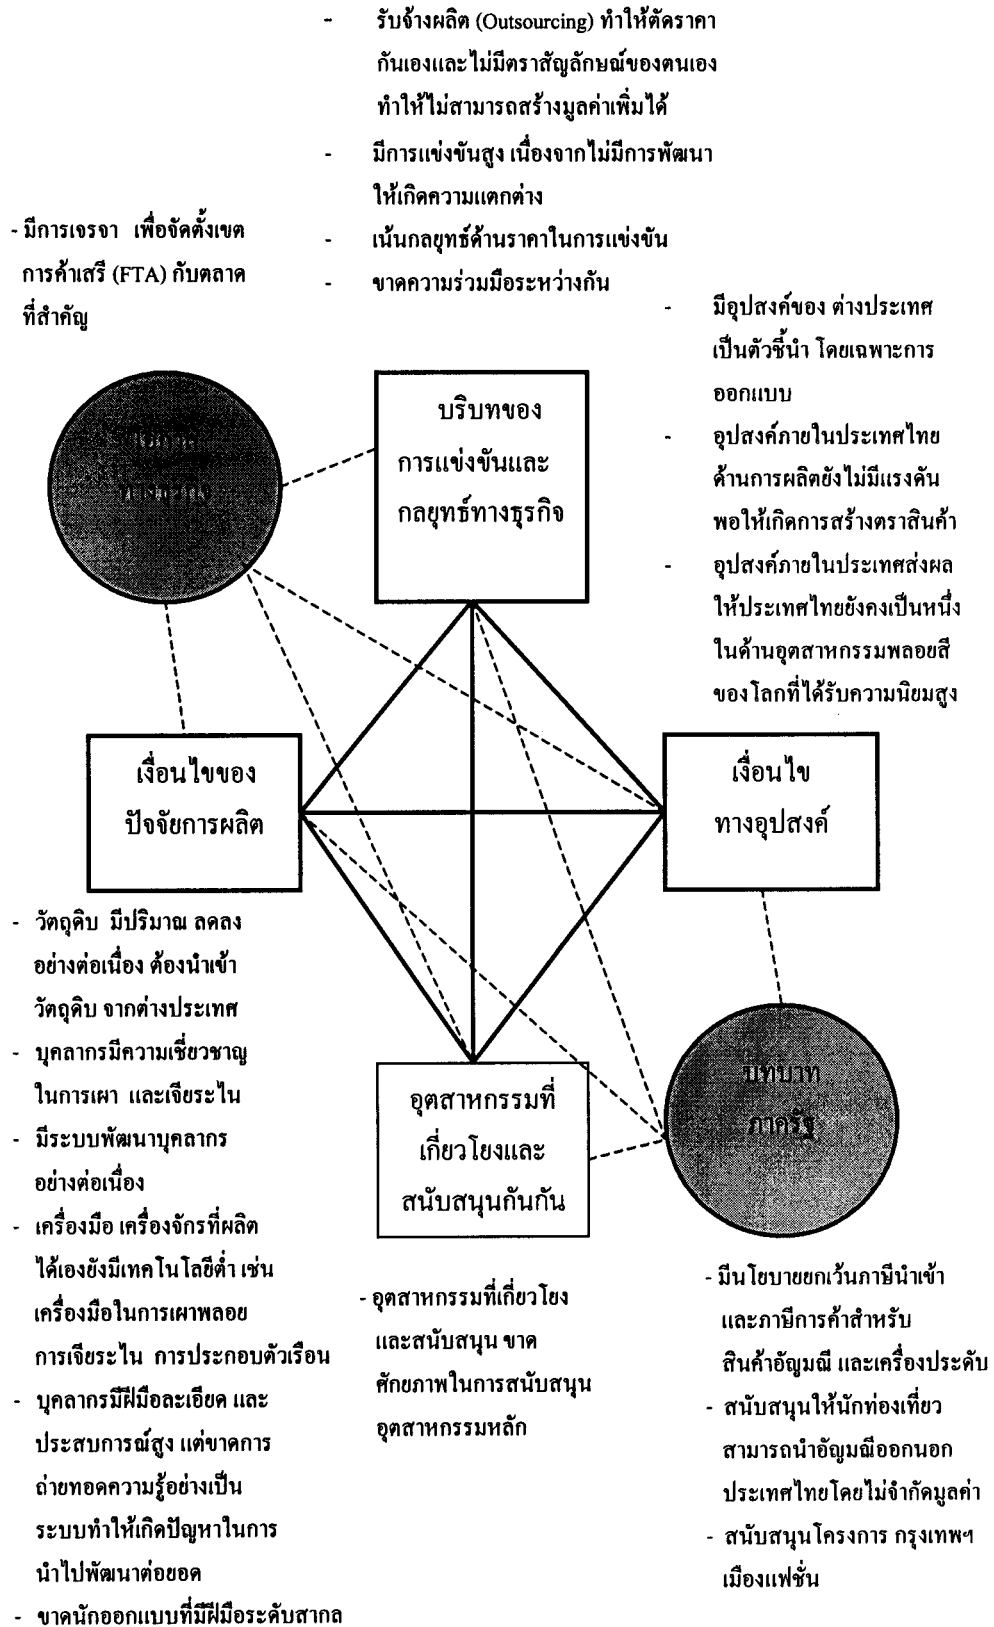 - รับจ้างผลิต (Outsourcing) ทำให้ตัดราคา
กันเองและไม่มีตราสัญลักษณ์ของตนเอง
ทำให้ไม่สามารถสร้างมูลค่าเพิ่มได้
- มีการแข่งขันสูง เนื่องจากไม่มีการพัฒนา
ให้เกิดความแตกต่าง
- เน้นกลยุทธ์ด้านราคาในการแข่งขัน
- ขาดความร่วมมือระหว่างกัน
- มีการเจรจา เพื่อจัดตั้งเขต
การค้าเสรี (FTA) กับตลาด
ที่สำคัญ
- มีอุปสงค์ของ ต่างประเทศ
เป็นตัวชี้นำ โดยเฉพาะการ
ออกแบบ
- อุปสงค์ภายในประเทศไทย
ด้านการผลิตยังไม่มีแรงดัน
พอให้เกิดการสร้างตราสินค้า
- อุปสงค์ภายในประเทศส่งผล
ให้ประเทศไทยยังคงเป็นหนึ่ง
ในด้านอุตสาหกรรมพลอยสี
ของโลกที่ได้รับความนิยมสูง
โอกาส
ทางธุรกิจ
บริบทของ
การแข่งขันและ
กลยุทธ์ทางธุรกิจ
เงื่อนไขของ
ปัจจัยการผลิต
เงื่อนไข
ทางอุปสงค์
- วัตถุดิบ มีปริมาณ ลดลง
อย่างต่อเนื่อง ต้องนำเข้า
วัตถุดิบ จากต่างประเทศ
- บุคลากรมีความเชี่ยวชาญ
ในการเผา และเจียระไน
- มีระบบพัฒนาบุคลากร
อย่างต่อเนื่อง
- เครื่องมือ เครื่องจักรที่ผลิต
ได้เองยังมีเทคโนโลยีต่ำ เช่น
เครื่องมือในการเผาพลอย
การเจียระไน การประกอบตัวเรือน
- บุคลากรมีฝีมือละเอียด และ
ประสบการณ์สูง แต่ขาดการ
ถ่ายทอดความรู้อย่างเป็น
ระบบทำให้เกิดปัญหาในการ
นำไปพัฒนาต่อยอด
- ขาดนักออกแบบที่มีฝีมือระดับสากล
อุตสาหกรรมที่
เกี่ยวโยงและ
สนับสนุนกันกัน
- อุตสาหกรรมที่เกี่ยวโยง
และสนับสนุน ขาด
ศักยภาพในการสนับสนุน
อุตสาหกรรมหลัก
บทบาท
ภาครัฐ
- มีนโยบายยกเว้นภาษีนำเข้า
และภาษีการค้าสำหรับ
สินค้าอัญมณี และเครื่องประดับ
- สนับสนุนให้นักท่องเที่ยว
สามารถนำอัญมณีออกนอก
ประเทศไทยโดยไม่จำกัดมูลค่า
- สนับสนุนโครงการ กรุงเทพฯ
เมืองแฟชั่น